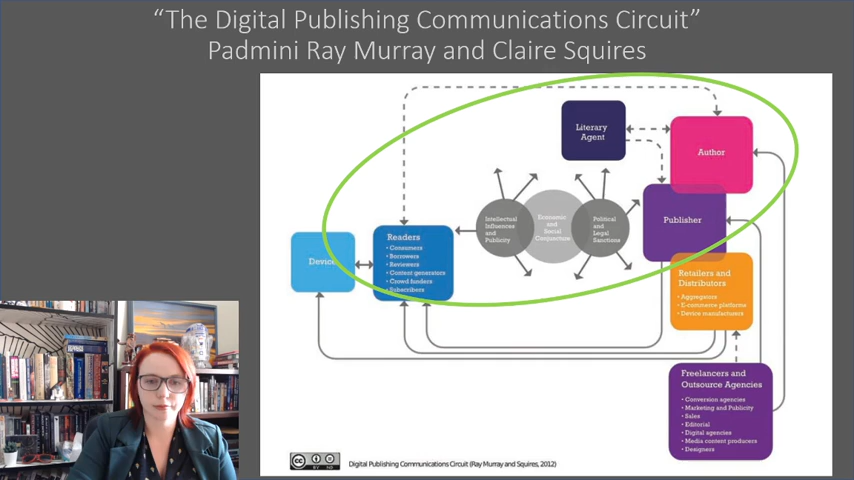 “The Digital Publishing Communications Circuit”
Padmini Ray Murray and Claire Squires
Literary
Agent
Author
Intellectual
Influences
and
Publicity
Economic
and
Social
Conjuncture
Political
and
Legal
Sanctions
Publisher
Device
Readers
• Consumers
• Borrowers
• Reviewers
• Content generators
• Crowd funders
• Subscribers
Retailers and
Distributors
• Aggregators
• E-commerce platforms
• Device manufacturers
Freelancers and
Outsource Agencies
• Conversion agencies
• Marketing and Publicity
• Sales
• Editorial
• Digital agencies
• Media content producers
• Designers
Digital Publishing Communications Circuit (Ray Murray and Squires, 2012)